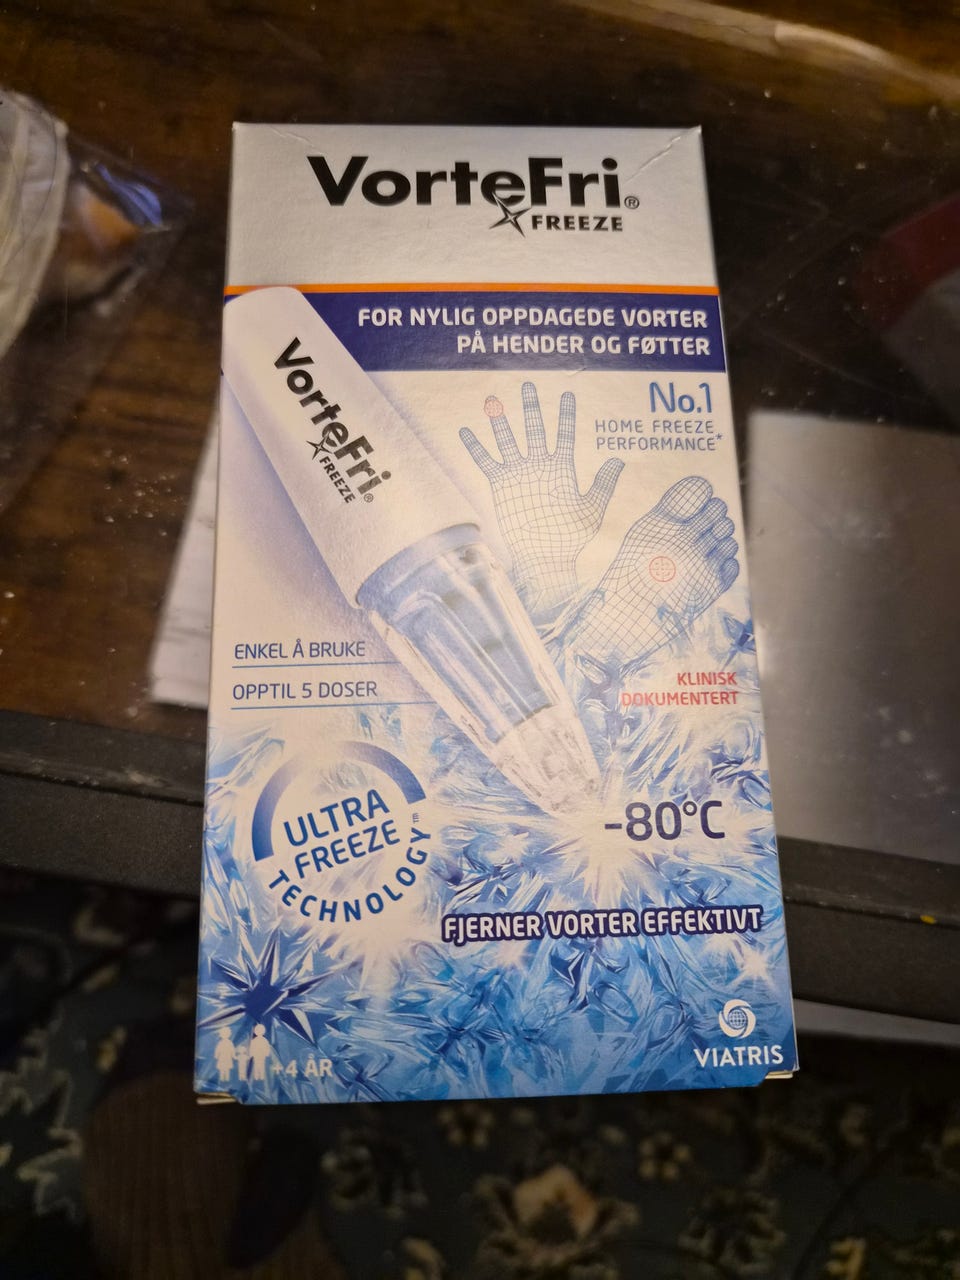 VorteFri®
FREEZE
FOR NYLIG OPPDAGEDE VORTER
PÅ HENDER OG FØTTER
VorteFri®
FREEZE
No.1
HOME FREEZE
PERFORMANCE*
ENKEL Å BRUKE
OPPTIL 5 DOSER
KLINISK
DOKUMENTERT
ULTRA
FREEZE
TECHNOLOGY™
-80°C
FJERNER VORTER EFFEKTIVT
+4 ÅR
VIATRIS